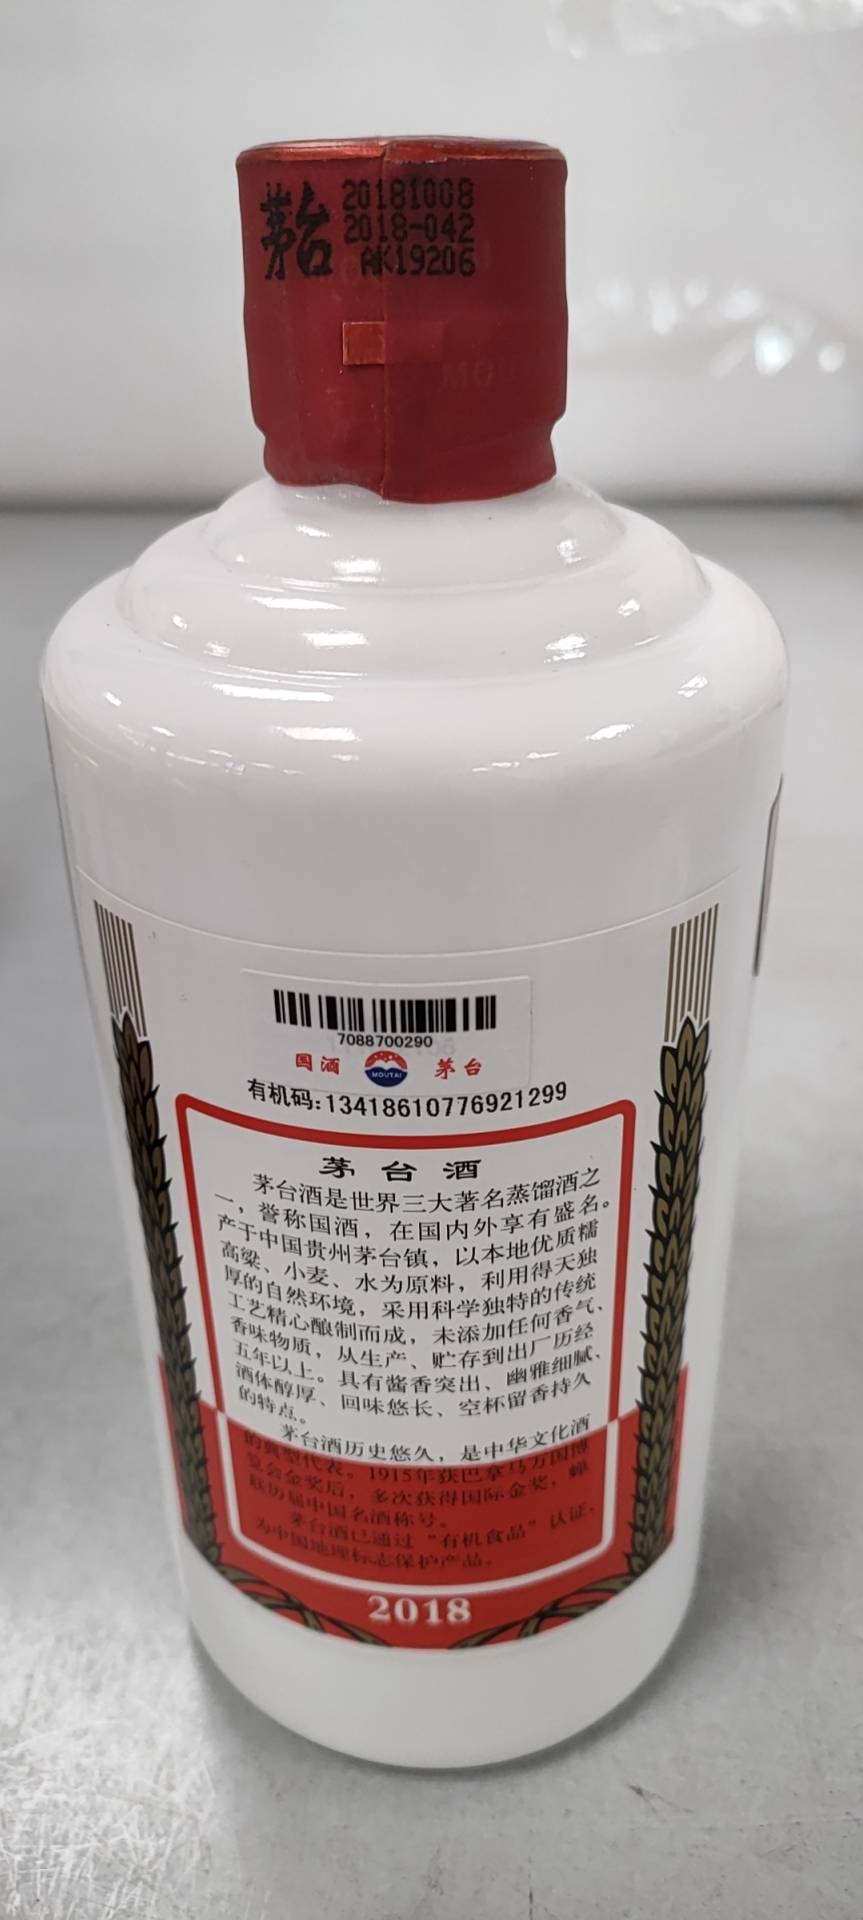 茅台
20181008
2018-042
AK19206
7088700290
国酒
MOUTAI
茅台
有机码:13418610776921299
茅台酒
茅台酒是世界三大著名蒸馏酒之
一，誉称国酒，在国内外享有盛名。
产于中国贵州茅台镇，以本地优质糯
高粱、小麦、水为原料，利用得天独
厚的自然环境，采用科学独特的传统
工艺精心酿制而成，未添加任何香气、
香味物质，从生产、贮存到出厂历经
五年以上。具有酱香突出、幽雅细腻、
酒体醇厚、回味悠长、空杯留香持久
的特点。
茅台酒历史悠久，是中华文化酒
的典型代表。1915年获巴拿马万国博
览会金奖后，多次获得国际金奖，蝉
联历届中国名酒称号。
茅台酒已通过“有机食品”认证，
为中国地理标志保护产品。
2018